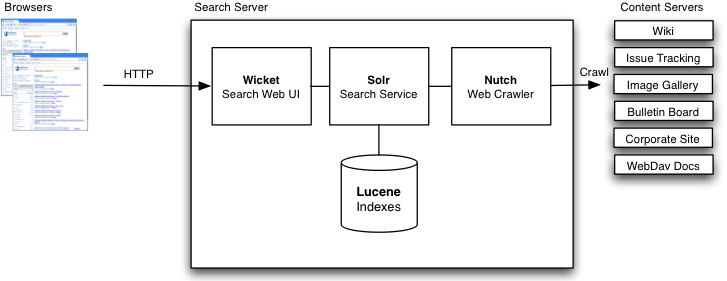 Browsers
Search Server
Content Servers
HTTP
Wicket
Search Web UI
Solr
Search Service
Nutch
Web Crawler
Lucene
Indexes
Crawl
Wiki
Issue Tracking
Image Gallery
Bulletin Board
Corporate Site
WebDav Docs